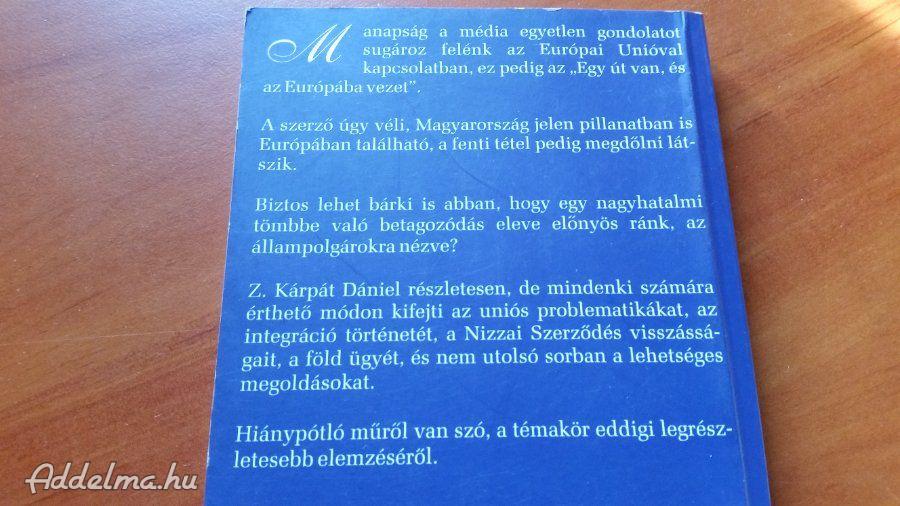 Manapság a média egyetlen gondolatot
sugároz felénk az Európai Unióval
kapcsolatban, ez pedig az „Egy út van, és
az Európába vezet".
A szerző úgy véli, Magyarország jelen pillanatban is
Európában található, a fenti tétel pedig megdőlni lát-
szik.
Biztos lehet bárki is abban, hogy egy nagyhatalmi
tömbbe való betagozódás eleve előnyös ránk, az
állampolgárokra nézve?
Z. Kárpát Dániel részletesen, de mindenki számára
érthető módon kifejti az uniós problematikákat, az
integráció történetét, a Nizzai Szerződés visszássá-
gait, a föld ügyét, és nem utolsó sorban a lehetséges
megoldásokat.
Hiánypótló műről van szó, a témakör eddigi legrész-
letesebb elemzéséről.
Addelma.hu